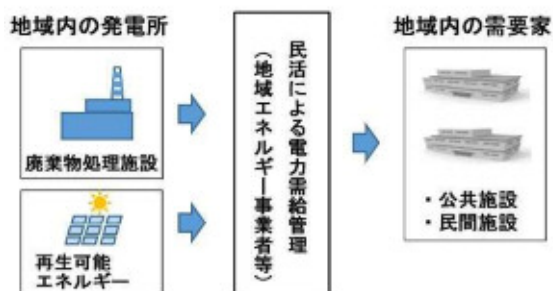 地域内の発電所
廃棄物処理施設
再生可能
エネルギー
民活による電力需給管理
（地域エネルギー事業者等）
地域内の需要家
・公共施設
・民間施設